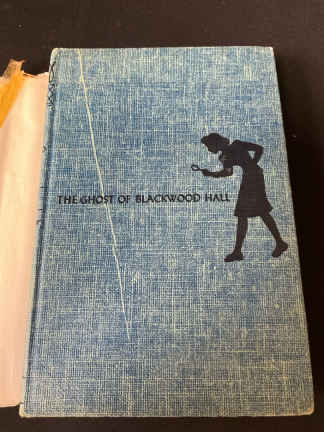 THE GHOST OF BLACKWOOD HALL